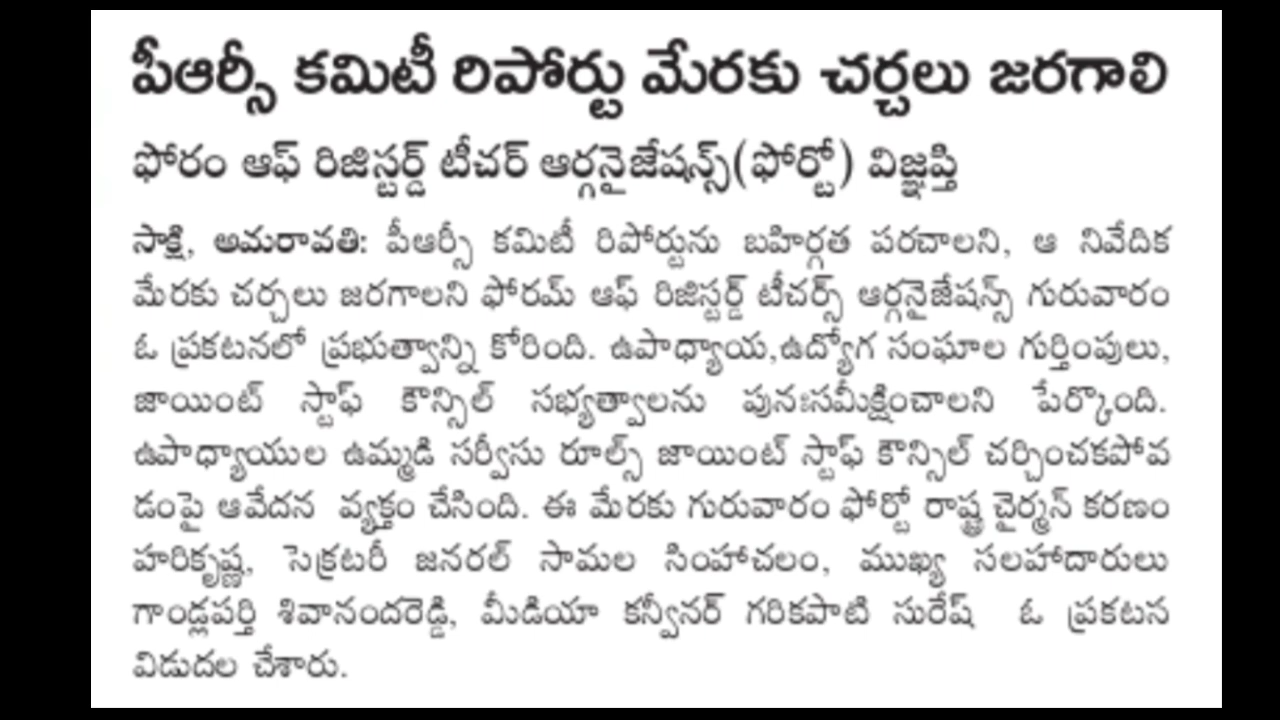 పీఆర్సీ కమిటీ రిపోర్టు మేరకు చర్చలు జరగాలి
ఫోరం ఆఫ్ రిజిస్టర్డ్ టీచర్ ఆర్గనైజేషన్స్(ఫోర్టో) విజ్ఞప్తి
సాక్షి, అమరావతి: పీఆర్సీ కమిటీ రిపోర్టును బహిర్గత పరచాలని, ఆ నివేదిక
మేరకు చర్చలు జరగాలని ఫోరమ్ ఆఫ్ రిజిస్టర్డ్ టీచర్స్ ఆర్గనైజేషన్స్ గురువారం
ఓ ప్రకటనలో ప్రభుత్వాన్ని కోరింది. ఉపాధ్యాయ,ఉద్యోగ సంఘాల గుర్తింపులు,
జాయింట్ స్టాఫ్ కౌన్సిల్ సభ్యత్వాలను పునఃసమీక్షించాలని పేర్కొంది.
ఉపాధ్యాయుల ఉమ్మడి సర్వీసు రూల్స్ జాయింట్ స్టాఫ్ కౌన్సిల్ చర్చించకపోవ
డంపై ఆవేదన వ్యక్తం చేసింది. ఈ మేరకు గురువారం ఫోర్టో రాష్ట్ర చైర్మన్ కరణం
హరికృష్ణ, సెక్రటరీ జనరల్ సామల సింహాచలం, ముఖ్య సలహాదారులు
గాండ్లపర్తి శివానందరెడ్డి, మీడియా కన్వీనర్ గరికపాటి సురేష్ ఓ ప్రకటన
విడుదల చేశారు.